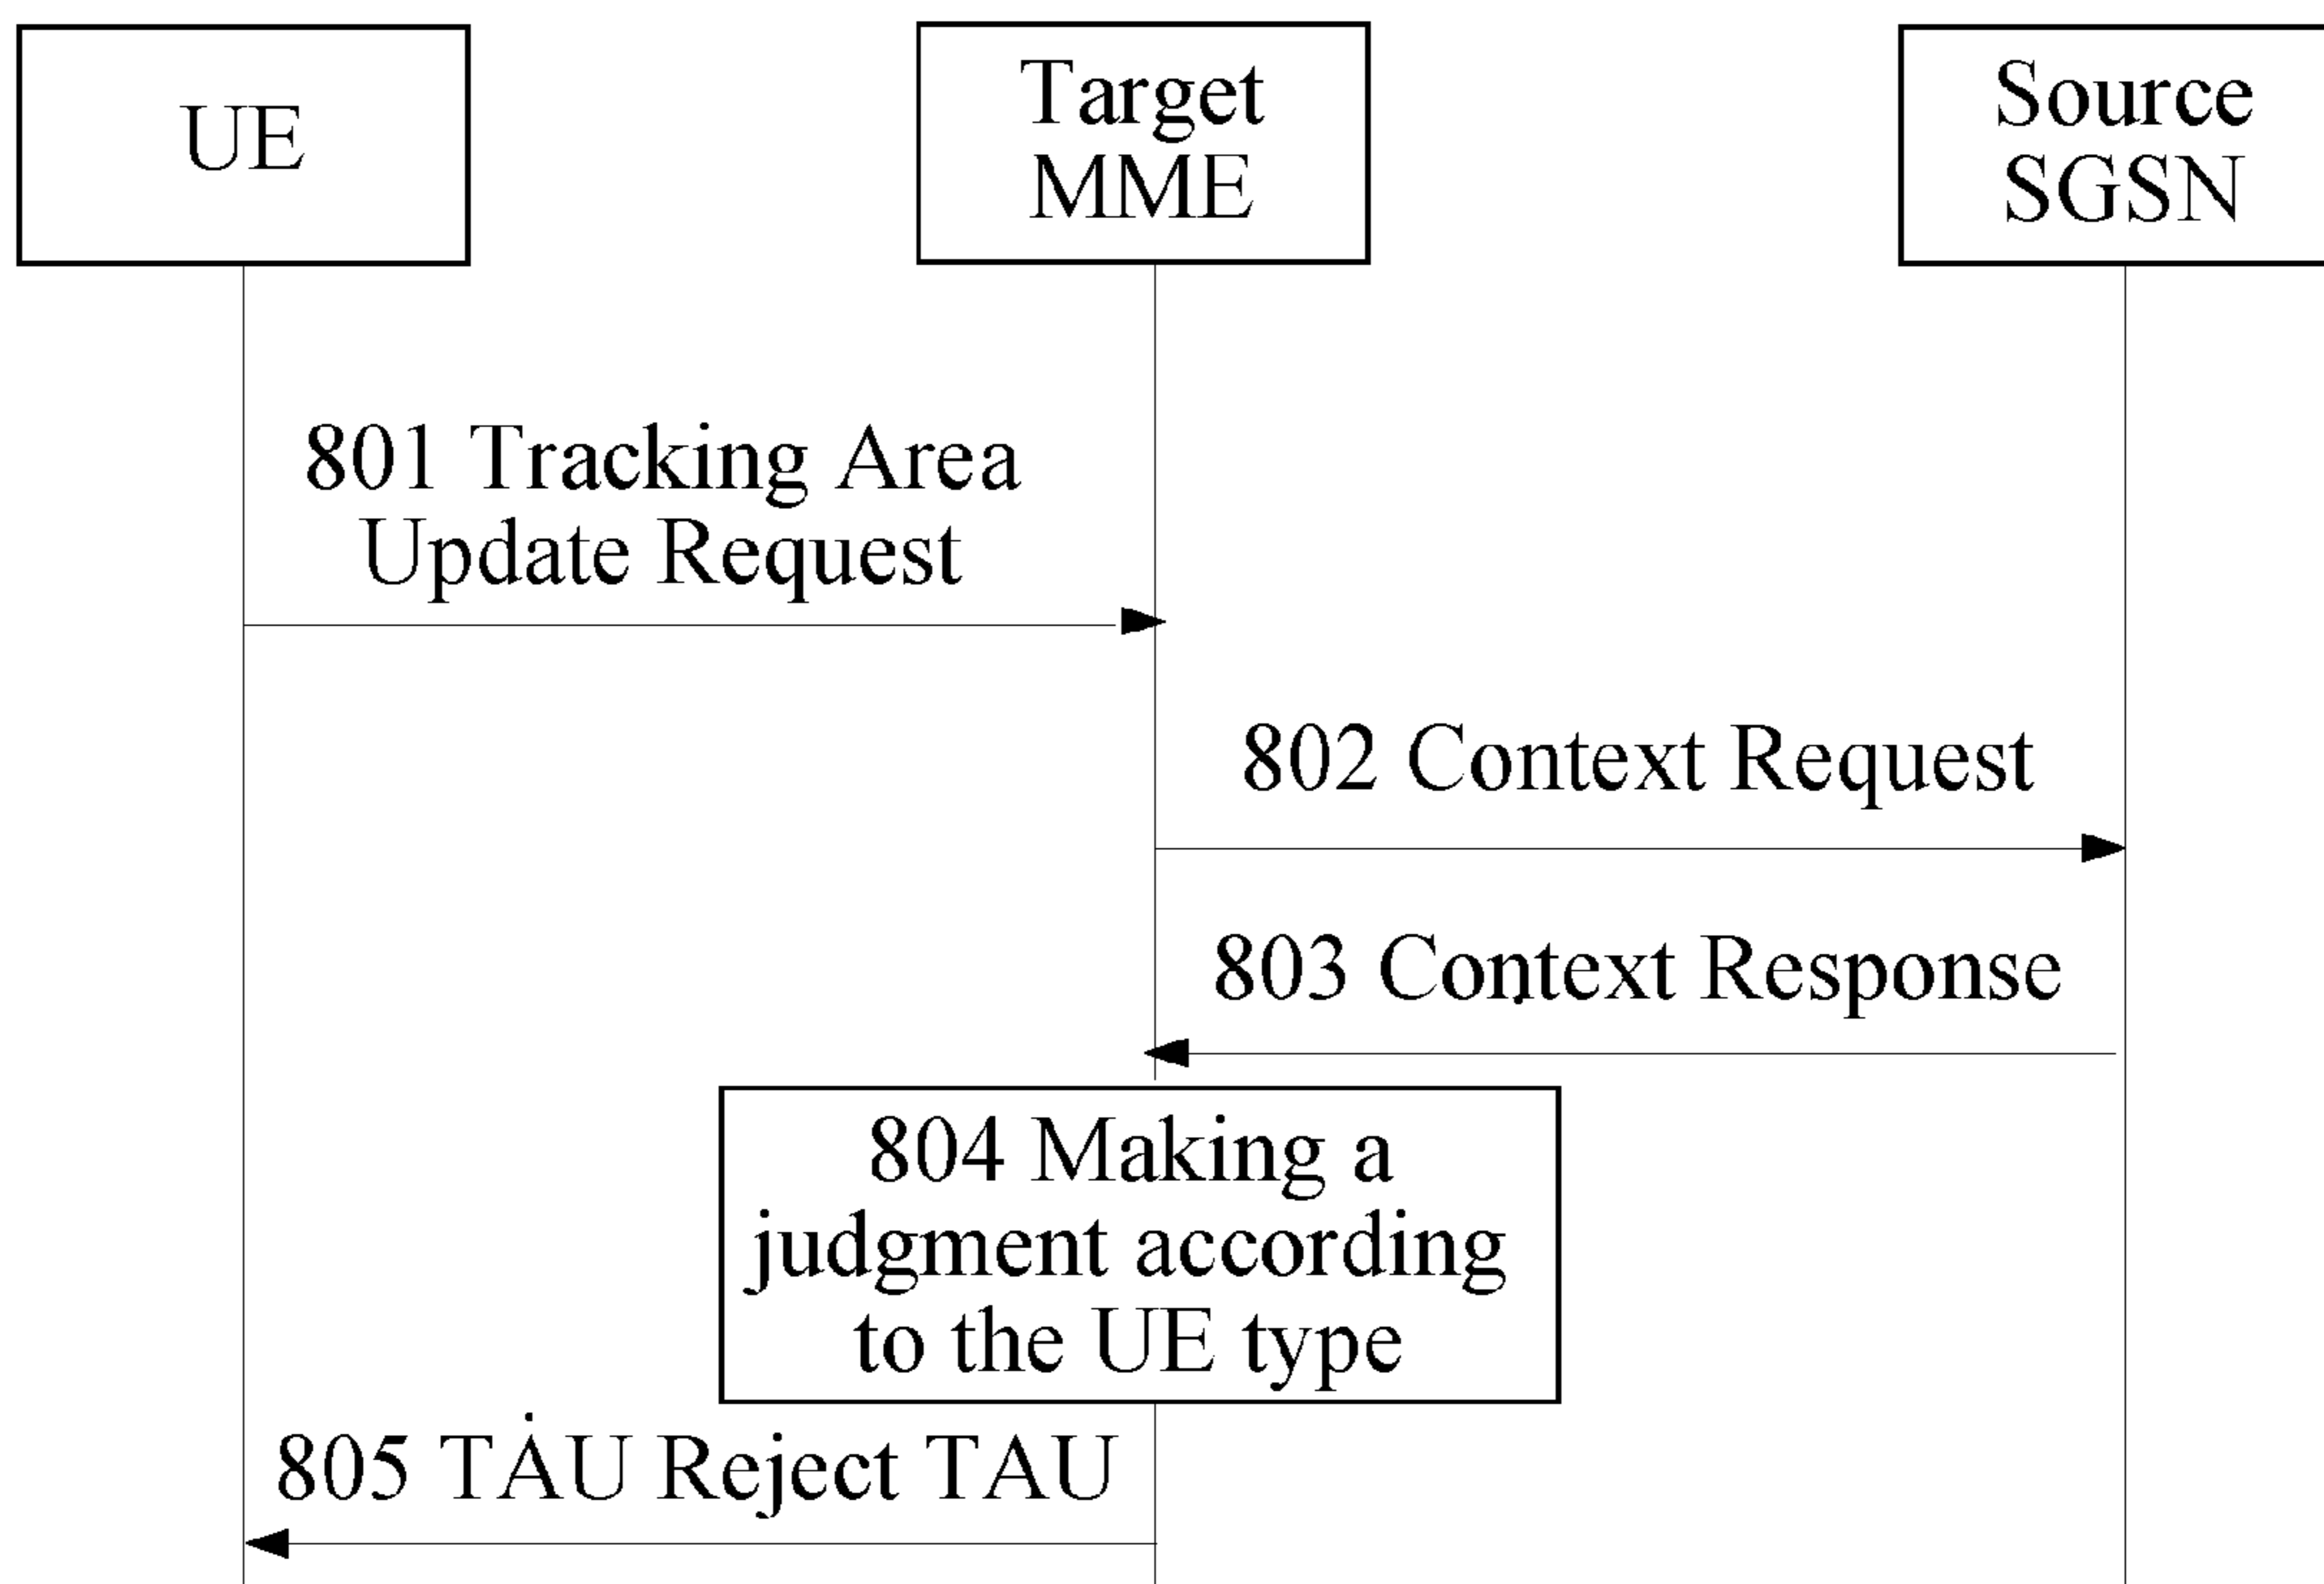 UE
Target
MME
Source
SGSN
801 Tracking Area
Update Request
802 Context Request
803 Context Response
804 Making a
judgment according
to the UE type
805 TAU Reject TAU